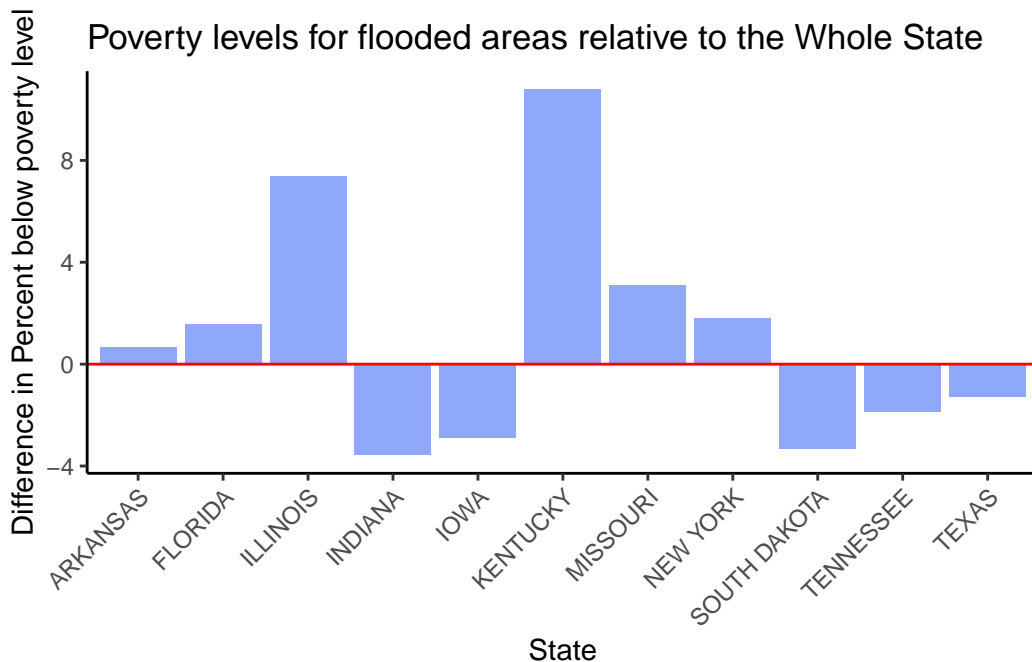 Poverty levels for flooded areas relative to the Whole State
Difference in Percent below poverty level
8
4
0
−4
ARKANSAS
FLORIDA
ILLINOIS
INDIANA
IOWA
KENTUCKY
MISSOURI
NEW YORK
SOUTH DAKOTA
TENNESSEE
TEXAS
State